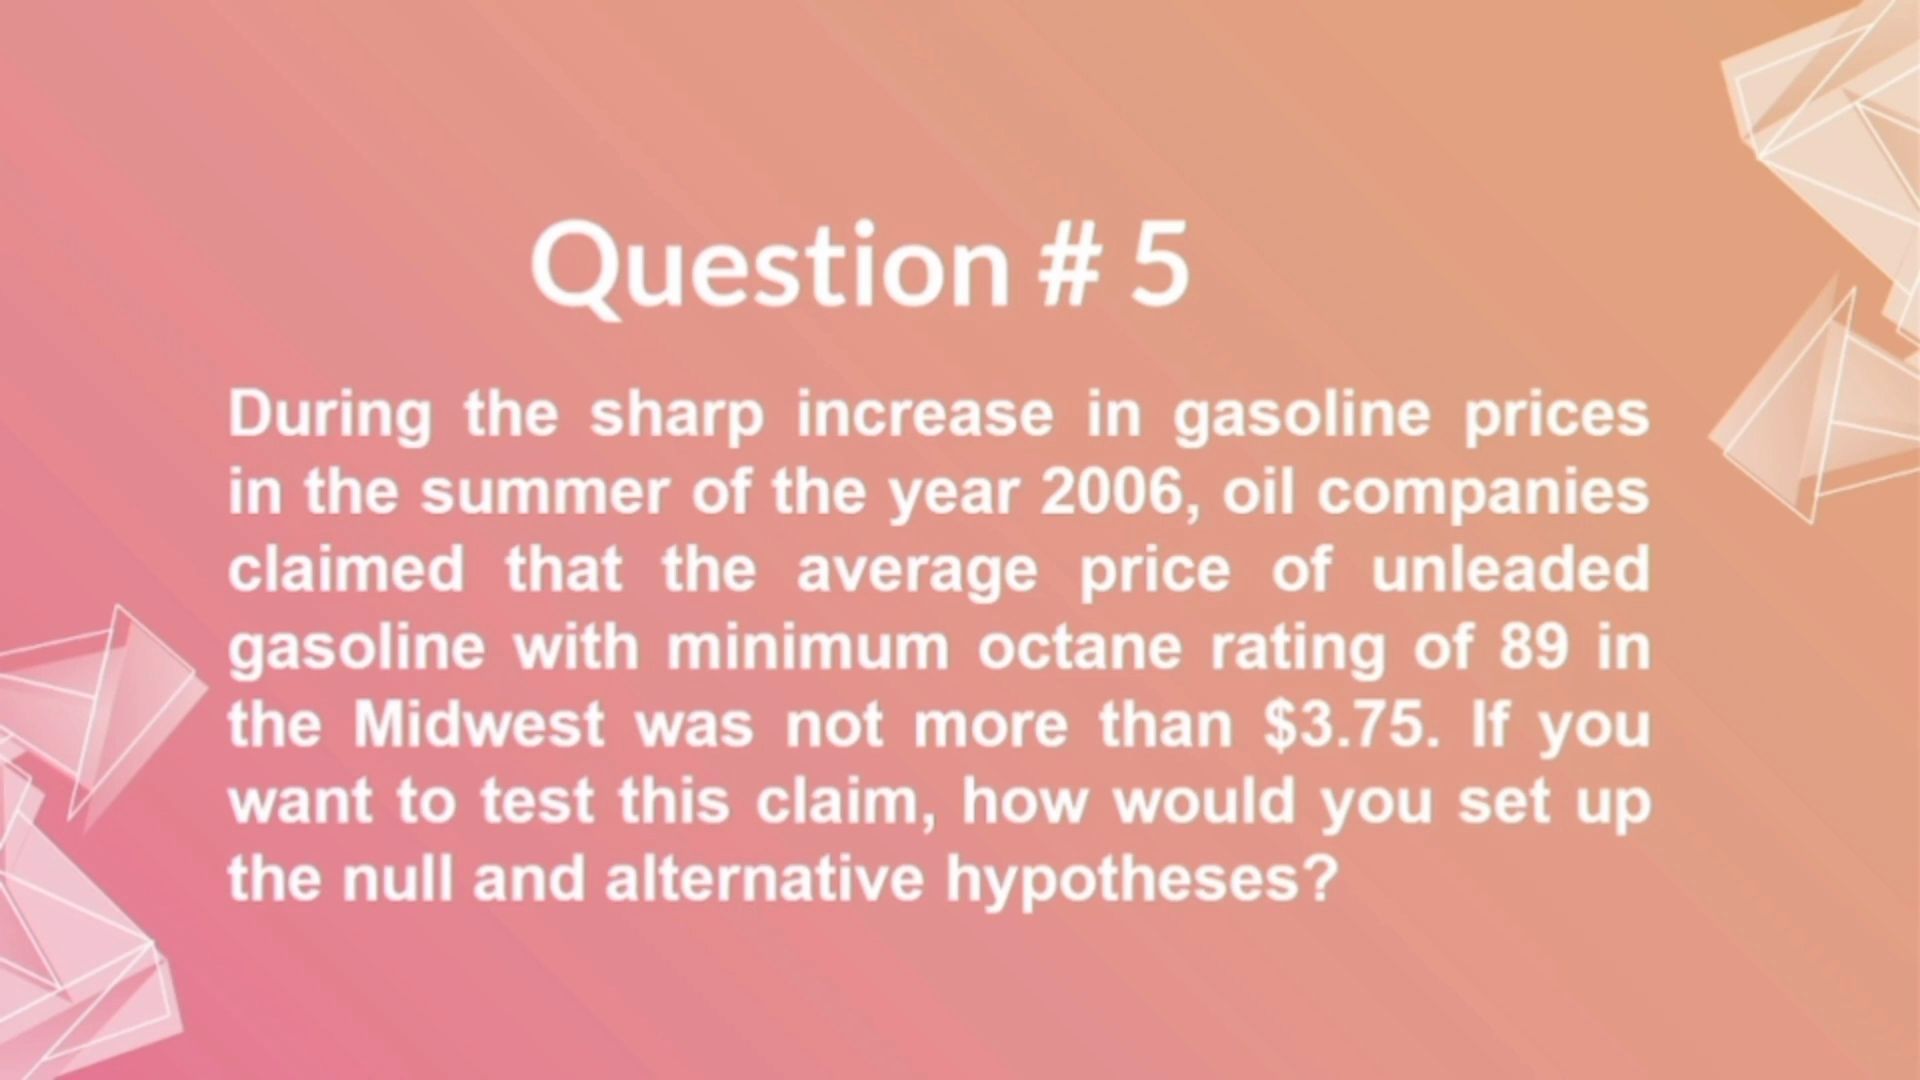 Question # 5
During the sharp increase in gasoline prices
in the summer of the year 2006, oil companies
claimed that the average price of unleaded
gasoline with minimum octane rating of 89 in
the Midwest was not more than $3.75. If you
want to test this claim, how would you set up
the null and alternative hypotheses?